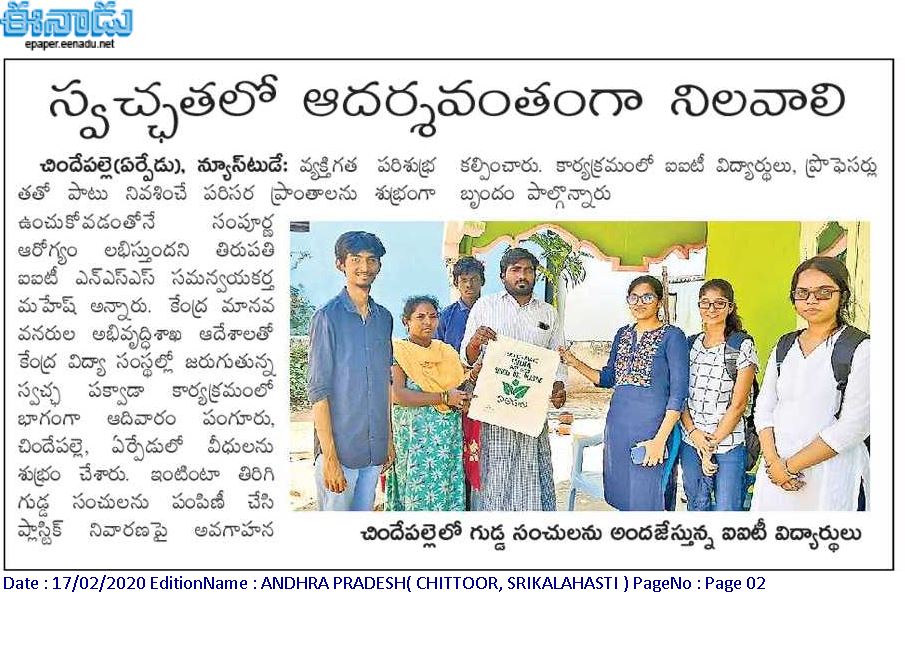 ఈనాడు
epaper.eenadu.net
స్వచ్ఛతలో ఆదర్శవంతంగా నిలవాలి
చిందేపల్లె(ఏర్పేడు), న్యూస్‌టుడే: వ్యక్తిగత పరిశుభ్ర
తతో పాటు నివశించే పరిసర ప్రాంతాలను శుభ్రంగా
ఉంచుకోవడంతోనే సంపూర్ణ
ఆరోగ్యం లభిస్తుందని తిరుపతి
ఐఐటీ ఎన్ఎస్ఎస్ సమన్వయకర్త
మహేష్ అన్నారు. కేంద్ర మానవ
వనరుల అభివృద్ధిశాఖ ఆదేశాలతో
కేంద్ర విద్యా సంస్థల్లో జరుగుతున్న
స్వచ్ఛ పక్వాడా కార్యక్రమంలో
భాగంగా ఆదివారం పంగూరు,
చిందేపల్లె, ఏర్పేడులో వీధులను
శుభ్రం చేశారు. ఇంటింటా తిరిగి
గుడ్డ సంచులను పంపిణీ చేసి
ప్లాస్టిక్ నివారణపై అవగాహన
కల్పించారు. కార్యక్రమంలో ఐఐటీ విద్యార్థులు, ప్రొఫెసర్లు
బృందం పాల్గొన్నారు
చిందేపల్లెలో గుడ్డ సంచులను అందజేస్తున్న ఐఐటీ విద్యార్థులు
Date : 17/02/2020 EditionName : ANDHRA PRADESH( CHITTOOR, SRIKALAHASTI ) PageNo : Page 02